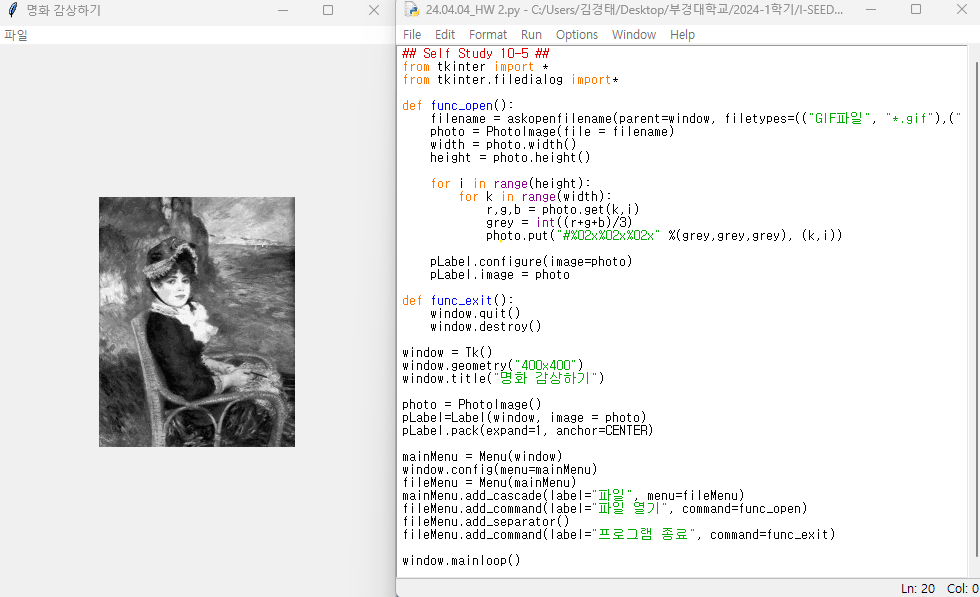 명화 감상하기
파일
24.04.04_HW 2.py - C:/Users/김경태/Desktop/부경대학교/2024-1학기/I-SEED...
File Edit Format Run Options Window Help
## Self Study 10-5 ##
from tkinter import *
from tkinter.filedialog import*
def func_open():
    filename = askopenfilename(parent=window, filetypes=(("GIF파일", "*.gif"),("
    photo = PhotoImage(file = filename)
    width = photo.width()
    height = photo.height()
    for i in range(height):
        for k in range(width):
            r,g,b = photo.get(k,i)
            grey = int((r+g+b)/3)
            photo.put("#%02x%02x%02x" %(grey,grey,grey), (k,i))
    pLabel.configure(image=photo)
    pLabel.image = photo
def func_exit():
    window.quit()
    window.destroy()
window = Tk()
window.geometry("400x400")
window.title("명화 감상하기")
photo = PhotoImage()
pLabel=Label(window, image = photo)
pLabel.pack(expand=1, anchor=CENTER)
mainMenu = Menu(window)
window.config(menu=mainMenu)
fileMenu = Menu(mainMenu)
mainMenu.add_cascade(label="파일", menu=fileMenu)
fileMenu.add_command(label="파일 열기", command=func_open)
fileMenu.add_separator()
fileMenu.add_command(label="프로그램 종료", command=func_exit)
window.mainloop()
Ln: 20 Col: 0